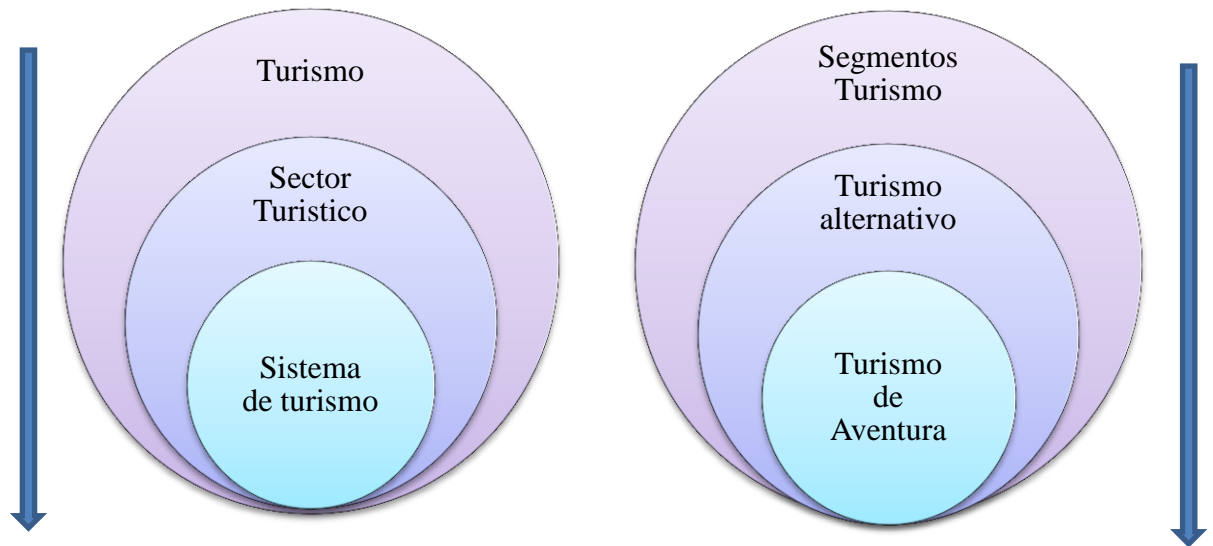 Turismo
Sector
Turistico
Sistema
de turismo
Segmentos
Turismo
Turismo
alternativo
Turismo
de
Aventura